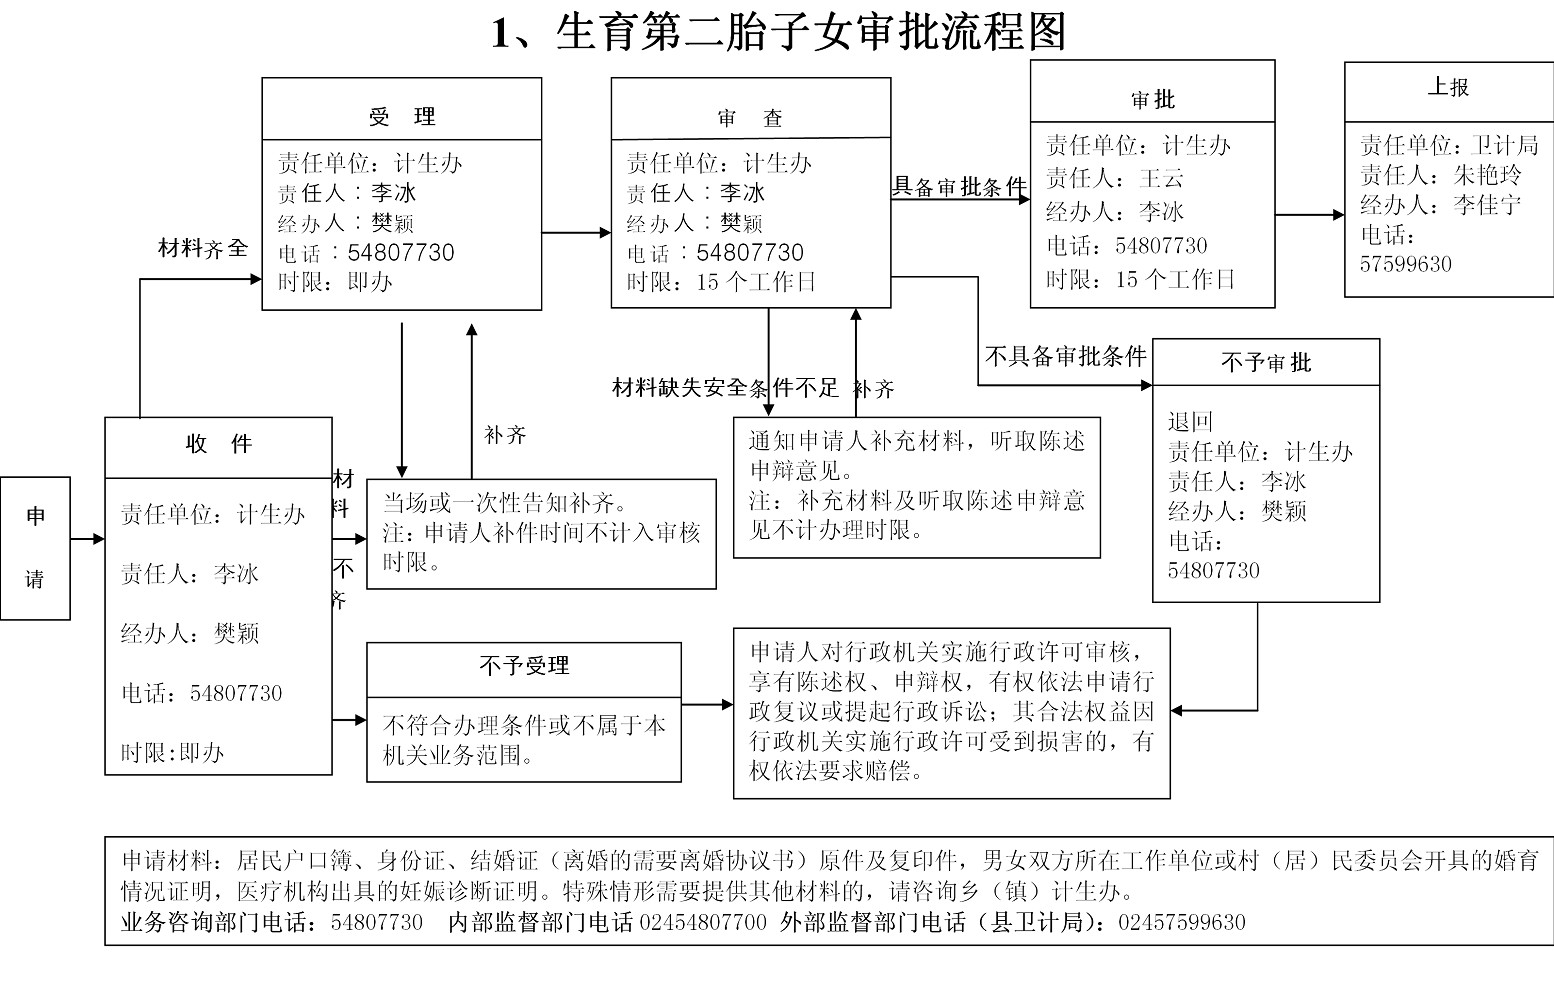 1、生育第二胎子女审批流程图
申
请
收 件
责任单位：计生办
责任人：李冰
经办人：樊颖
电话：54807730
时限:即办
材料齐全
受 理
责任单位：计生办
责任人：李冰
经办人：樊颖
电话：54807730
时限：即办
审 查
责任单位：计生办
责任人：李冰
经办人：樊颖
电话：54807730
时限：15 个工作日
具备审批条件
审批
责任单位：计生办
责任人：王云
经办人：李冰
电话：54807730
时限：15 个工作日
上报
责任单位：卫计局
责任人：朱艳玲
经办人：李佳宁
电话：
57599630
材
料
不
齐
补齐
当场或一次性告知补齐。
注：申请人补件时间不计入审核
时限。
材料缺失安全条件不足
补齐
通知申请人补充材料，听取陈述
申辩意见。
注：补充材料及听取陈述申辩意
见不计办理时限。
不具备审批条件
不予审批
退回
责任单位：计生办
责任人：李冰
经办人：樊颖
电话：
54807730
不予受理
不符合办理条件或不属于本
机关业务范围。
申请人对行政机关实施行政许可审核，
享有陈述权、申辩权，有权依法申请行
政复议或提起行政诉讼；其合法权益因
行政机关实施行政许可受到损害的，有
权依法要求赔偿。
申请材料：居民户口簿、身份证、结婚证（离婚的需要离婚协议书）原件及复印件，男女双方所在工作单位或村（居）民委员会开具的婚育
情况证明，医疗机构出具的妊娠诊断证明。特殊情形需要提供其他材料的，请咨询乡（镇）计生办。
业务咨询部门电话：54807730 内部监督部门电话 02454807700 外部监督部门电话（县卫计局）：02457599630